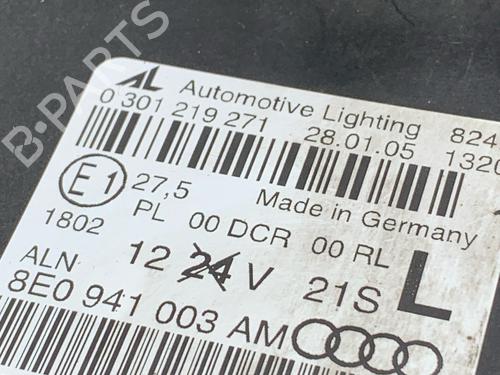 B-PARTS
AL Automotive Lighting 824
0 301 219 271 28.01.05 1320
E1 27,5 Made in Germany
1802 PL 00 DCR 00 RL
ALN 12 24 V 21S L
8E0 941 003 AM